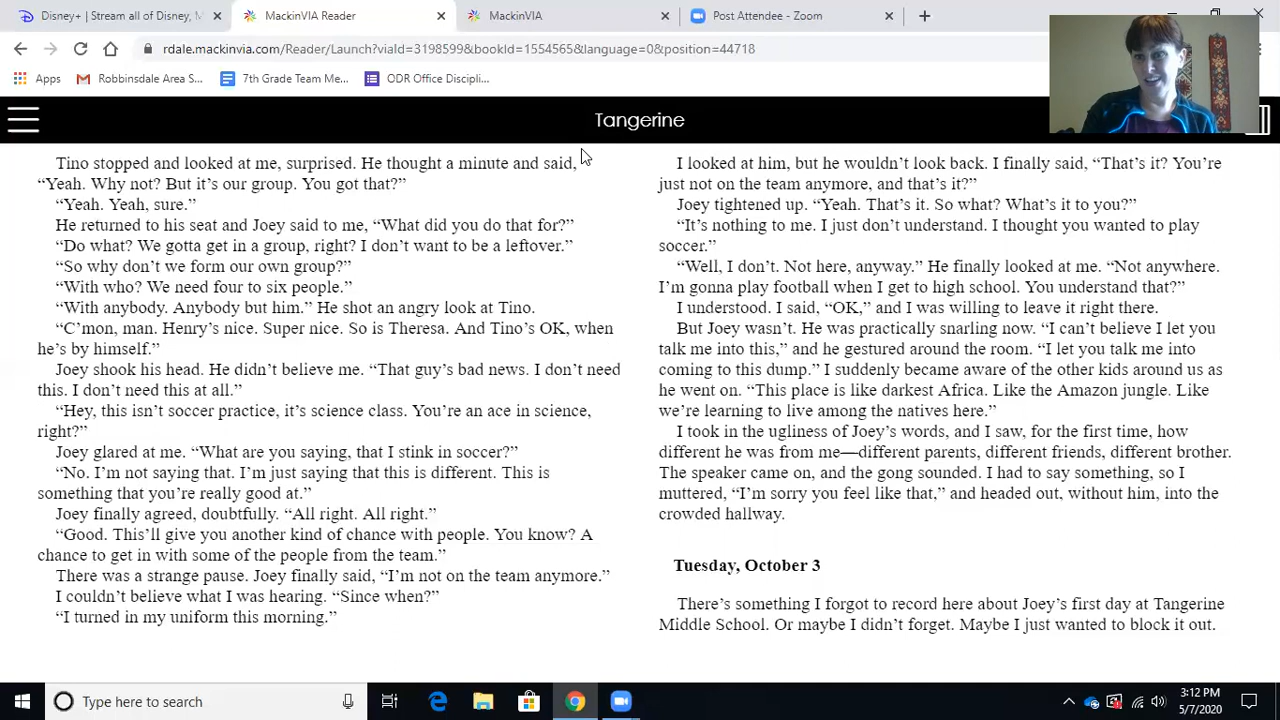 Disney+ | Stream all of Disney, M
MackinVIA Reader
MackinVIA
Post Attendee - Zoom
rdale.mackinvia.com/Reader/Launch?viaId=3198599&bookId=1554565&language=0&position=44718
Apps
Robbinsdale Area S...
7th Grade Team Me...
ODR Office Discipli...
Tangerine
Tino stopped and looked at me, surprised. He thought a minute and said,
“Yeah. Why not? But it’s our group. You got that?”
“Yeah. Yeah, sure.”
He returned to his seat and Joey said to me, “What did you do that for?”
“Do what? We gotta get in a group, right? I don’t want to be a leftover.”
“So why don’t we form our own group?”
“With who? We need four to six people.”
“With anybody. Anybody but him.” He shot an angry look at Tino.
“C’mon, man. Henry’s nice. Super nice. So is Theresa. And Tino’s OK, when
he’s by himself.”
Joey shook his head. He didn’t believe me. “That guy’s bad news. I don’t need
this. I don’t need this at all.”
“Hey, this isn’t soccer practice, it’s science class. You’re an ace in science,
right?”
Joey glared at me. “What are you saying, that I stink in soccer?”
“No. I’m not saying that. I’m just saying that this is different. This is
something that you’re really good at.”
Joey finally agreed, doubtfully. “All right. All right.”
“Good. This’ll give you another kind of chance with people. You know? A
chance to get in with some of the people from the team.”
There was a strange pause. Joey finally said, “I’m not on the team anymore.”
I couldn’t believe what I was hearing. “Since when?”
“I turned in my uniform this morning.”
I looked at him, but he wouldn’t look back. I finally said, “That’s it? You’re
just not on the team anymore, and that’s it?”
Joey tightened up. “Yeah. That’s it. So what? What’s it to you?”
“It’s nothing to me. I just don’t understand. I thought you wanted to play
soccer.”
“Well, I don’t. Not here, anyway.” He finally looked at me. “Not anywhere.
I’m gonna play football when I get to high school. You understand that?”
I understood. I said, “OK,” and I was willing to leave it right there.
But Joey wasn’t. He was practically snarling now. “I can’t believe I let you
talk me into this,” and he gestured around the room. “I let you talk me into
coming to this dump.” I suddenly became aware of the other kids around us as
he went on. “This place is like darkest Africa. Like the Amazon jungle. Like
we’re learning to live among the natives here.”
I took in the ugliness of Joey’s words, and I saw, for the first time, how
different he was from me—different parents, different friends, different brother.
The speaker came on, and the gong sounded. I had to say something, so I
muttered, “I’m sorry you feel like that,” and headed out, without him, into the
crowded hallway.
Tuesday, October 3
There’s something I forgot to record here about Joey’s first day at Tangerine
Middle School. Or maybe I didn’t forget. Maybe I just wanted to block it out.
Type here to search
3:12 PM
5/7/2020